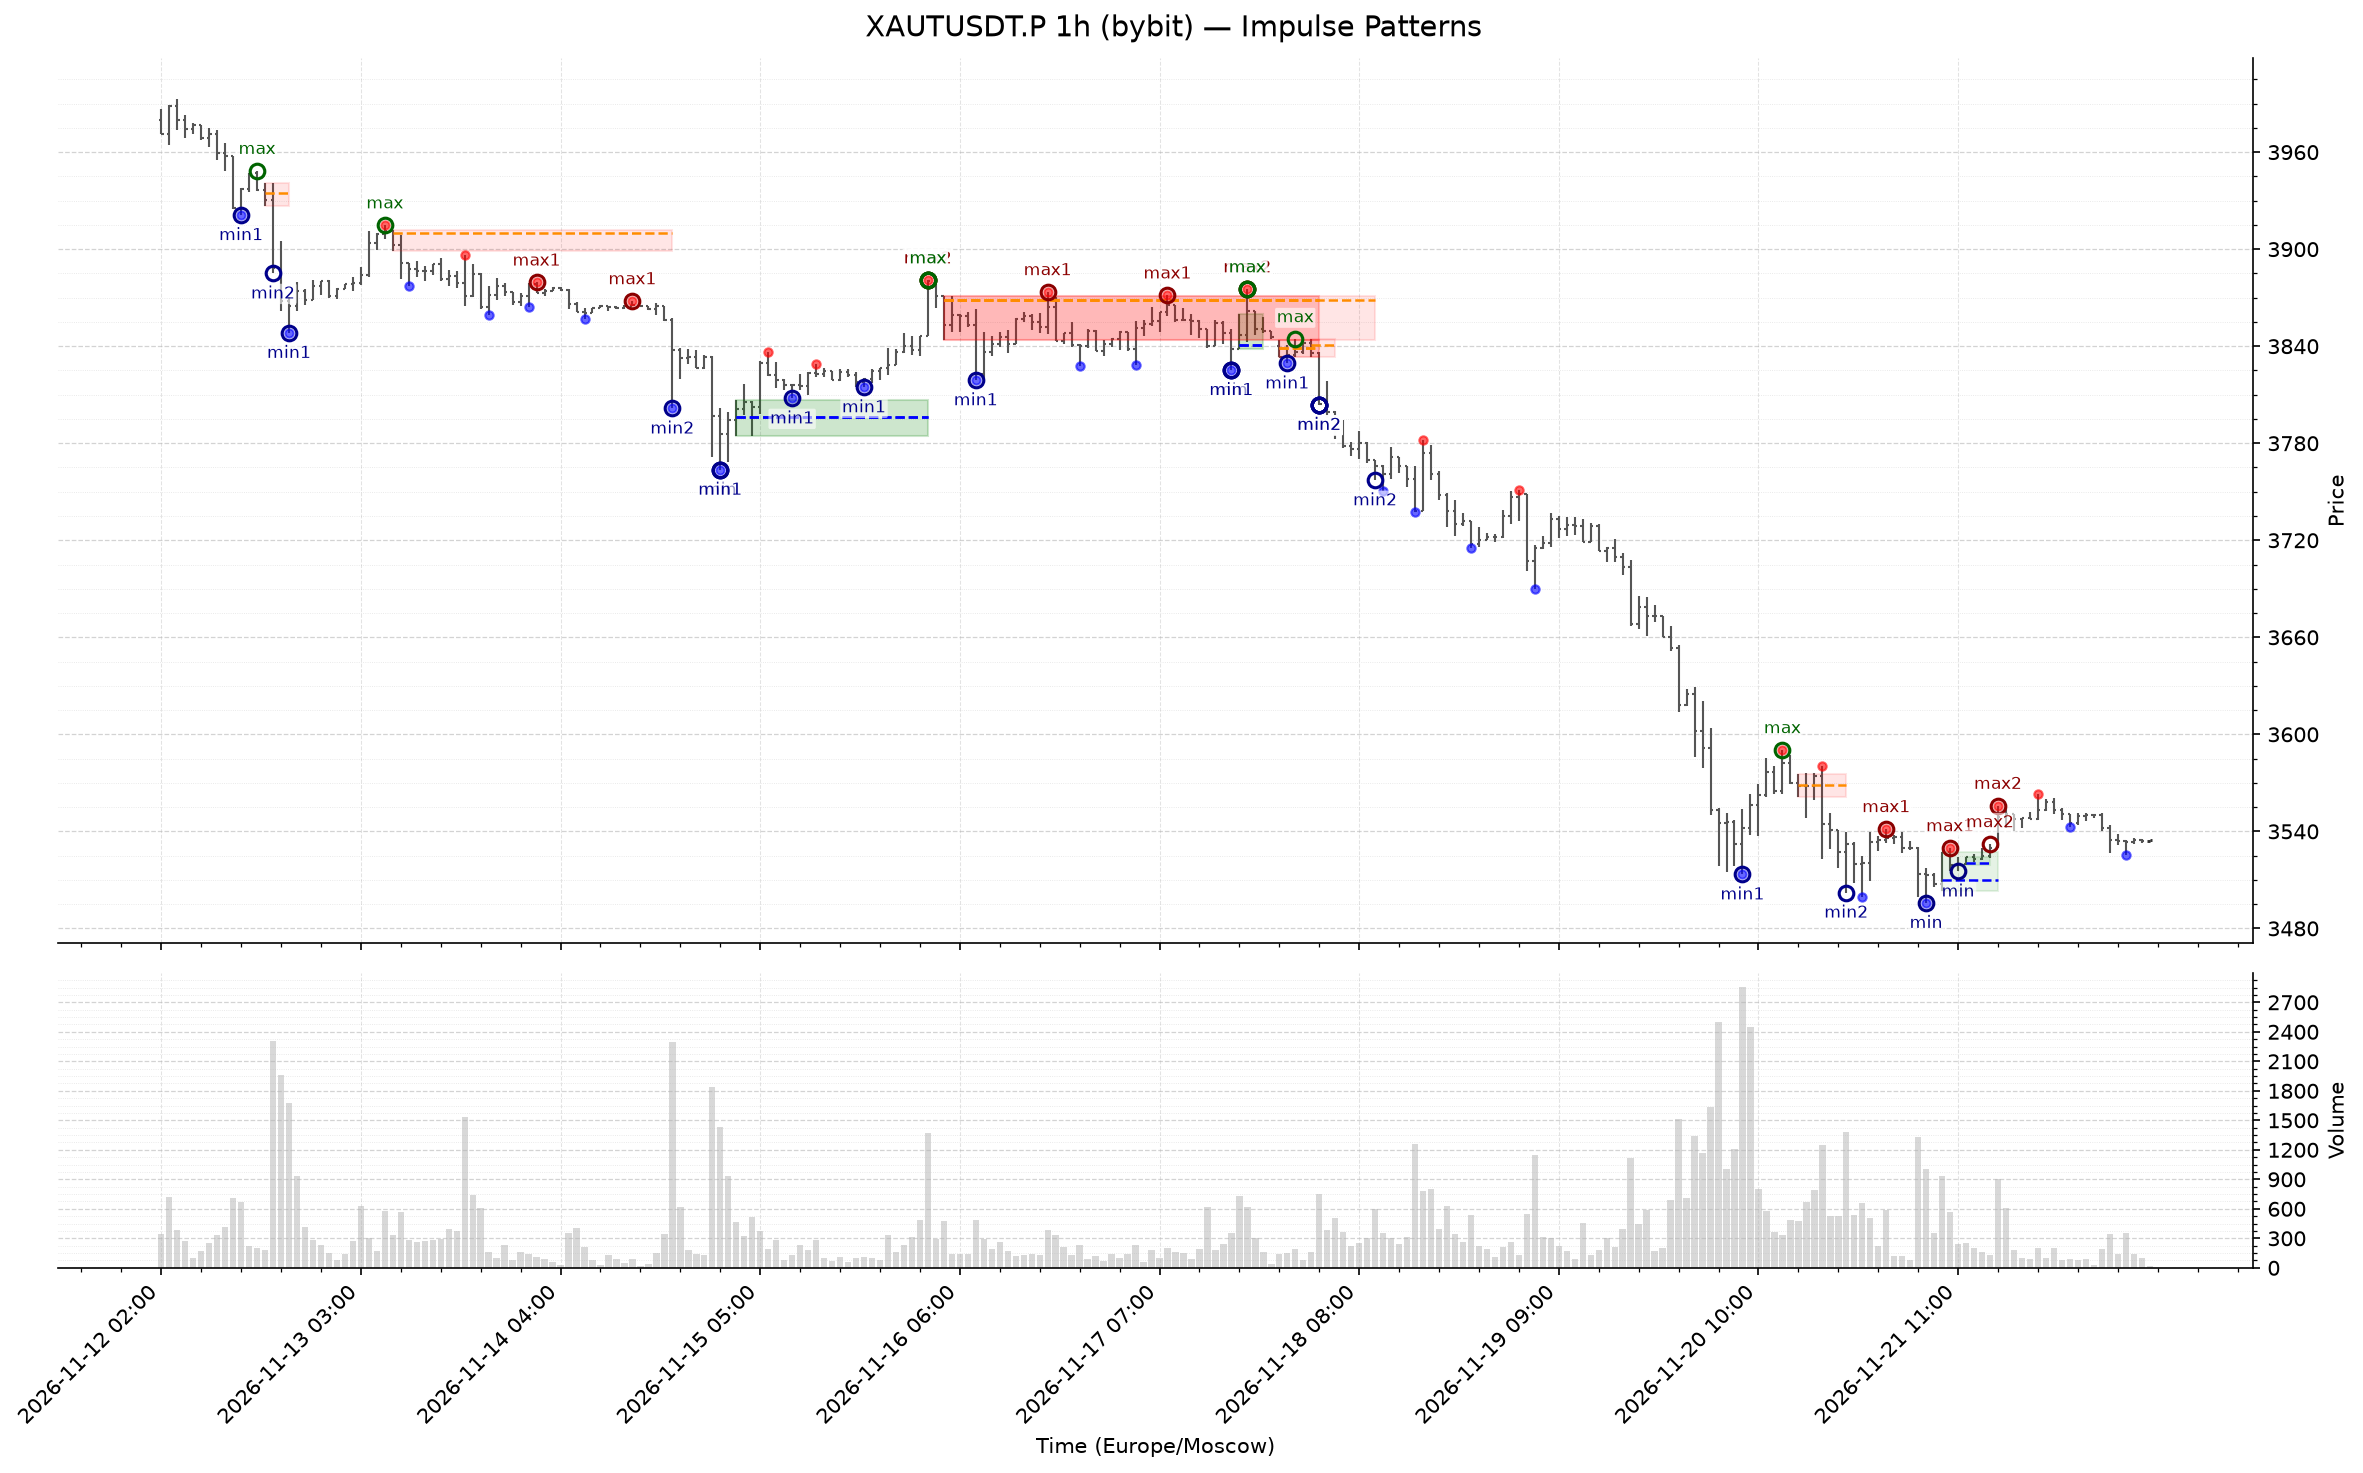 XAUTUSDT.P 1h (bybit) — Impulse Patterns
max
min1
min2
min1
max
max1
max1
min2
min1
min1
min1
max
min1
max1
max1
max
min1
max
min1
min2
min2
min1
max
min2
max1
min
max1
min
max2
max2
3960
3900
3840
3780
3720
3660
3600
3540
3480
Price
2700
2400
2100
1800
1500
1200
900
600
300
0
Volume
2026-11-12 02:00
2026-11-13 03:00
2026-11-14 04:00
2026-11-15 05:00
2026-11-16 06:00
2026-11-17 07:00
2026-11-18 08:00
2026-11-19 09:00
2026-11-20 10:00
2026-11-21 11:00
Time (Europe/Moscow)